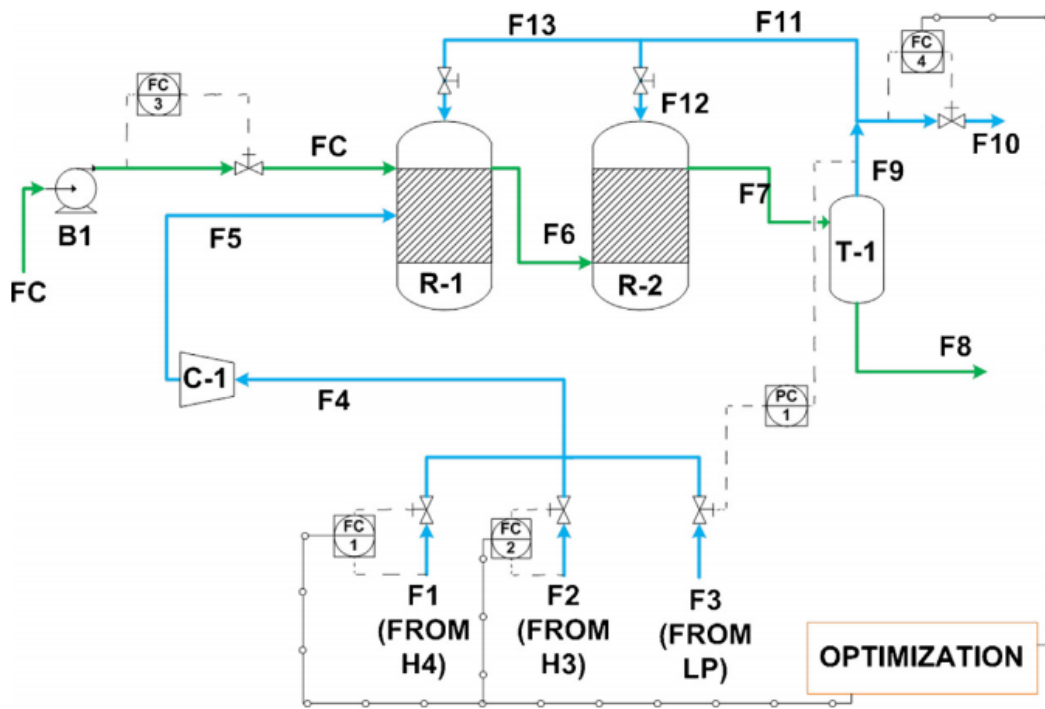 F13
F11
FC
4
FC
3
F12
FC
F10
F9
B1
F5
F6
F7
T-1
R-1
R-2
FC
F8
C-1
F4
PC
1
FC
1
FC
2
F1
(FROM
H4)
F2
(FROM
H3)
F3
(FROM
LP)
OPTIMIZATION